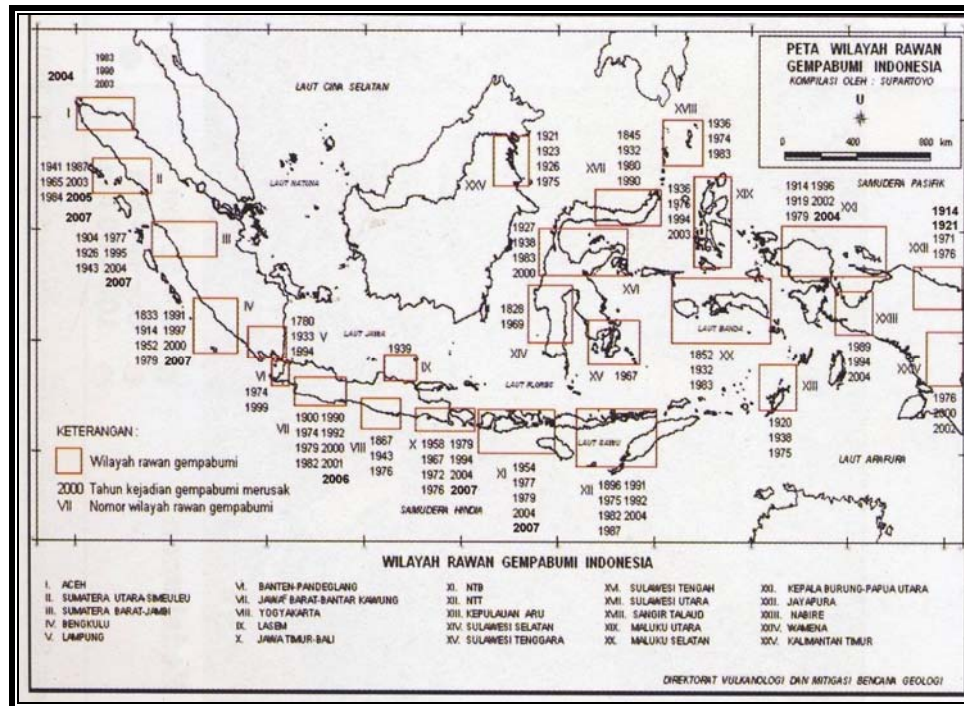 PETA WILAYAH RAWAN
GEMPABUMI INDONESIA
KOMPILASI OLEH : SUPARTOYO
U
0 400 800 km
LAUT CINA SELATAN
SAMUDERA PASIFIK
LAUT NATUNA
LAUT JAWA
LAUT BANDA
LAUT FLORES
LAUT SAWU
LAUT ARAFURA
SAMUDERA HINDIA
2004
1983
1990
2003
I
1941 1987
1965 2003
1984 2005
2007
II
1904 1977
1926 1995
1943 2004
2007
III
1833 1991
1914 1997
1952 2000
1979 2007
IV
1780
1933 V
1994
VI
1974
1999
VII
1900 1990
1974 1992
1979 2000
1982 2001
2006
VIII
1867
1943
1976
1939
IX
X
1958 1979
1967 1994
1972 2004
1976 2007
XI
1954
1977
1979
2004
2007
XII
1896 1991
1975 1992
1982 2004
1987
XIII
1920
1938
1975
1828
1969
XIV
XV 1967
1927
1938
1983
2000
XVI
1845
1932
1980
1990
XVII
XVIII
1936
1974
1983
1936
1994
2003
XIX
1852 XX
1932
1983
1914 1996
1919 2002
1979 2004
XXI
1914
1921
1971
1976
XXII
XXIII
1989
1994
2004
XXIV
1976
2000
2002
1921
1923
1926
1975
XXV
KETERANGAN :
Wilayah rawan gempabumi
2000 Tahun kejadian gempabumi merusak
VII Nomor wilayah rawan gempabumi
WILAYAH RAWAN GEMPABUMI INDONESIA
I. ACEH
II. SUMATERA UTARA SIMEULEU
III. SUMATERA BARAT-JAMBI
IV. BENGKULU
V. LAMPUNG
VI. BANTEN-PANDEGLANG
VII. JAWA BARAT-BANTAR KAWUNG
VIII. YOGYAKARTA
IX. LASEM
X. JAWA TIMUR-BALI
XI. NTB
XII. NTT
XIII. KEPULAUAN ARU
XIV. SULAWESI SELATAN
XV. SULAWESI TENGGARA
XVI. SULAWESI TENGAH
XVII. SULAWESI UTARA
XVIII. SANGIR TALAUD
XIX. MALUKU UTARA
XX. MALUKU SELATAN
XXI. KEPALA BURUNG-PAPUA UTARA
XXII. JAYAPURA
XXIII. NABIRE
XXIV. WAMENA
XXV. KALIMANTAN TIMUR
DIREKTORAT VULKANOLOGI DAN MITIGASI BENCANA GEOLOGI